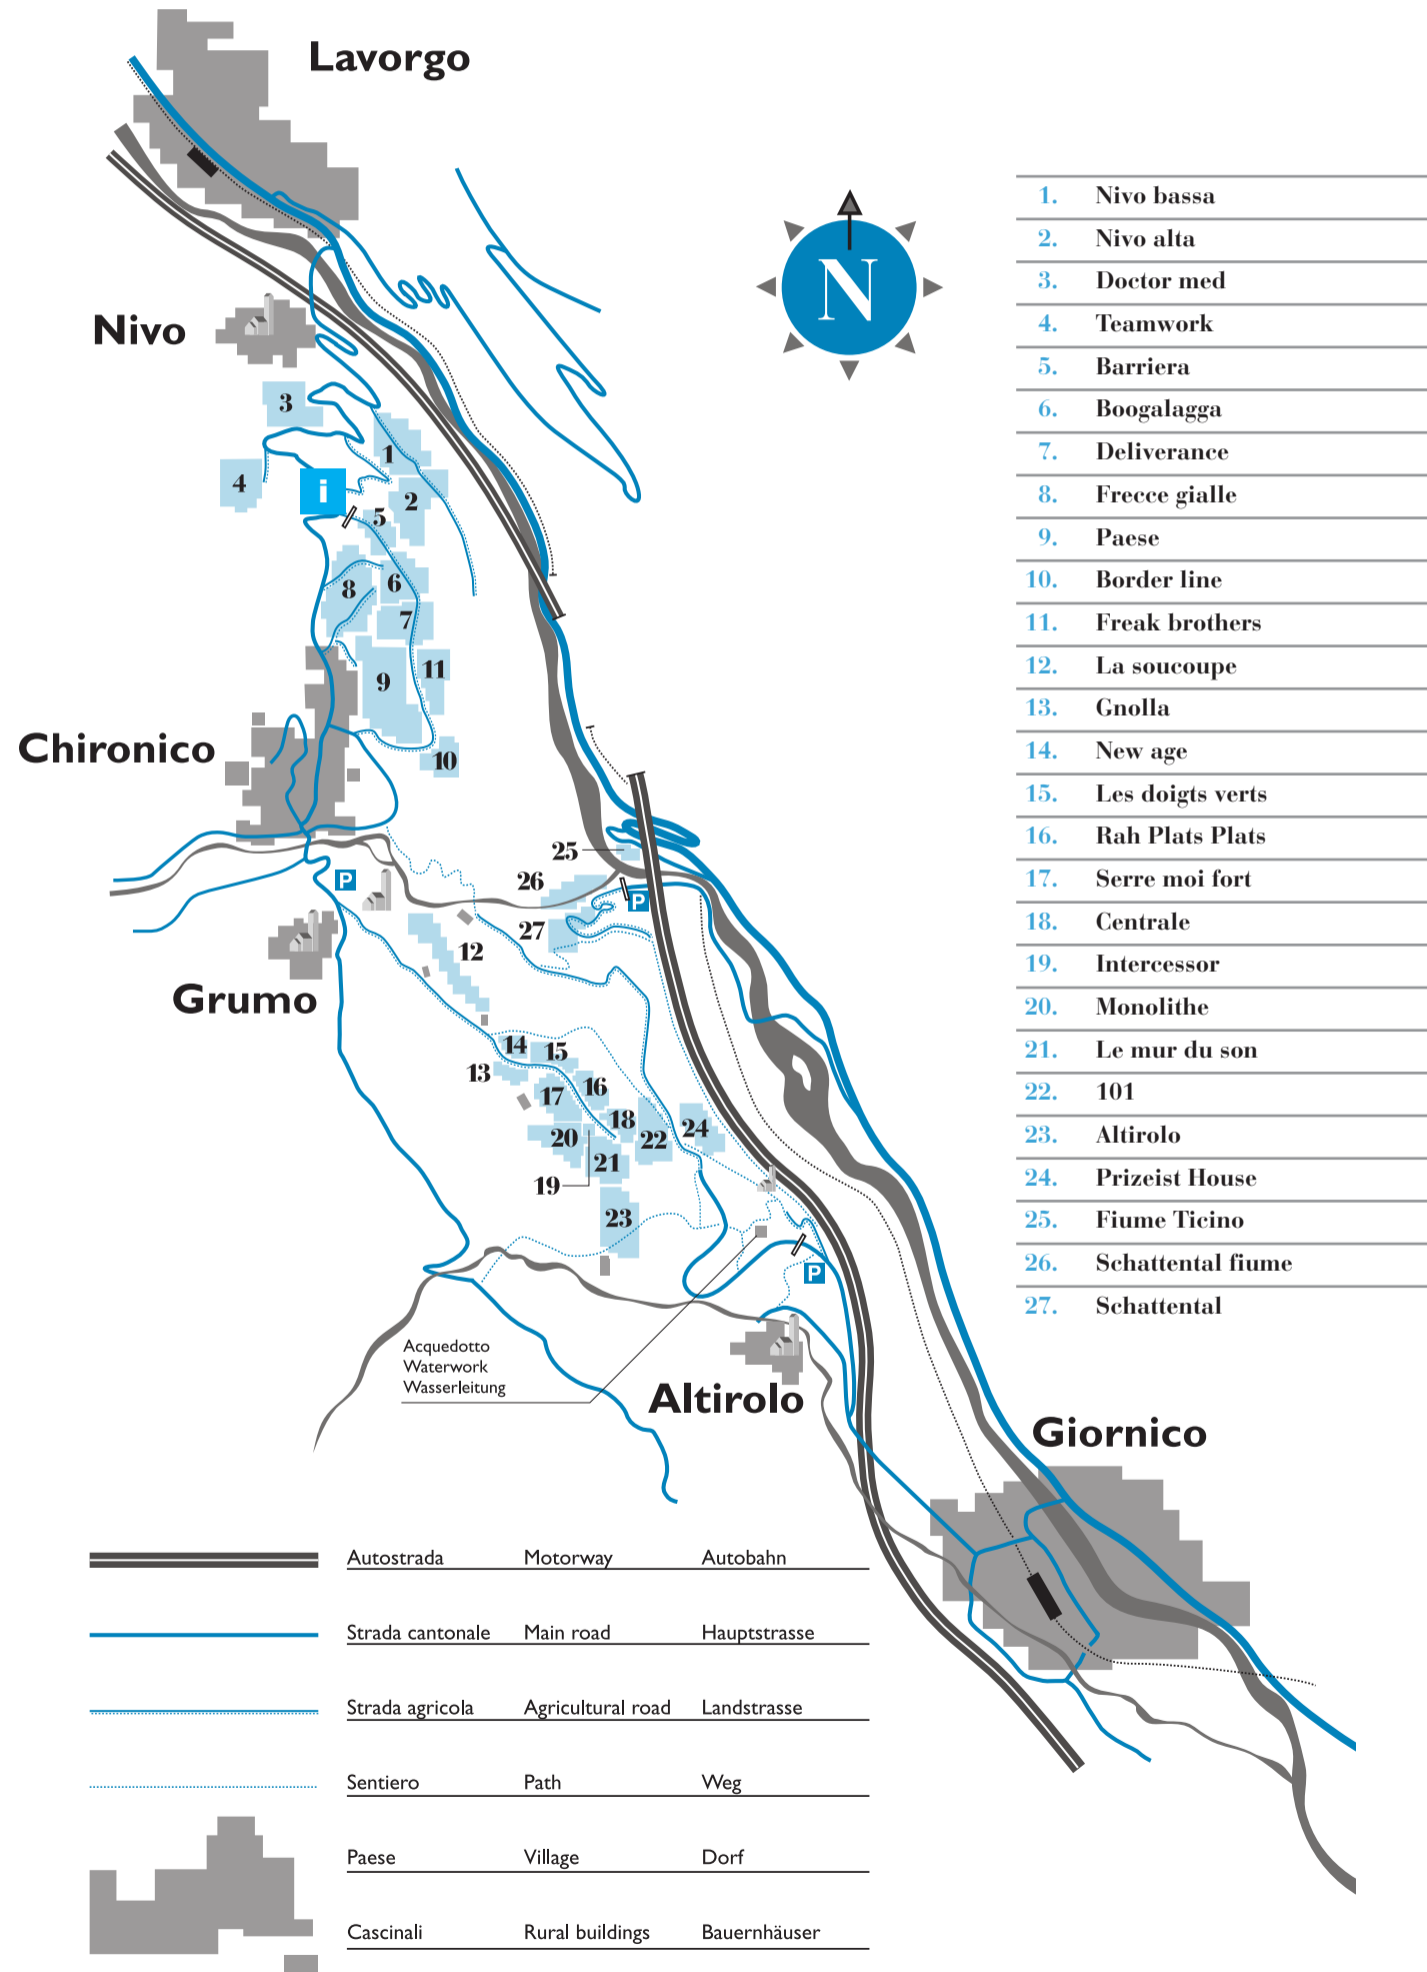 Lavorgo
N
Nivo
3
1
4
i
2
5
8
6
7
9
11
Chironico
10
25
P
26
P
27
12
Grumo
14
15
13
17
16
18
20
22
24
21
19
23
P
Acquedotto
Waterwork
Wasserleitung
Altirolo
Giornico
1. Nivo bassa
2. Nivo alta
3. Doctor med
4. Teamwork
5. Barriera
6. Boogalagga
7. Deliverance
8. Frecce gialle
9. Paese
10. Border line
11. Freak brothers
12. La soucoupe
13. Gnolla
14. New age
15. Les doigts verts
16. Rah Plats Plats
17. Serre moi fort
18. Centrale
19. Intercessor
20. Monolithe
21. Le mur du son
22. 101
23. Altirolo
24. Prizeist House
25. Fiume Ticino
26. Schattental fiume
27. Schattental
Autostrada Motorway Autobahn
Strada cantonale Main road Hauptstrasse
Strada agricola Agricultural road Landstrasse
Sentiero Path Weg
Paese Village Dorf
Cascinali Rural buildings Bauernhäuser